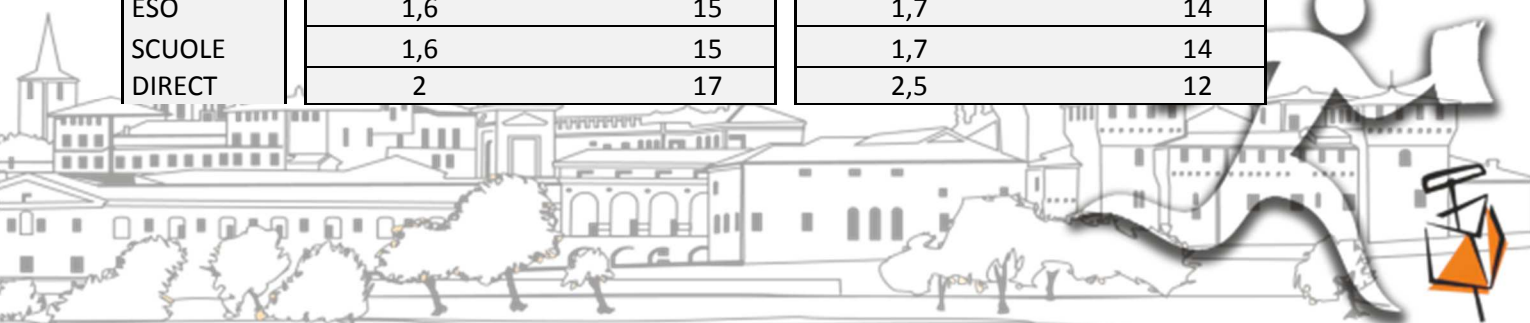 ESO 1,6 15 1,7 14
SCUOLE 1,6 15 1,7 14
DIRECT 2 17 2,5 12